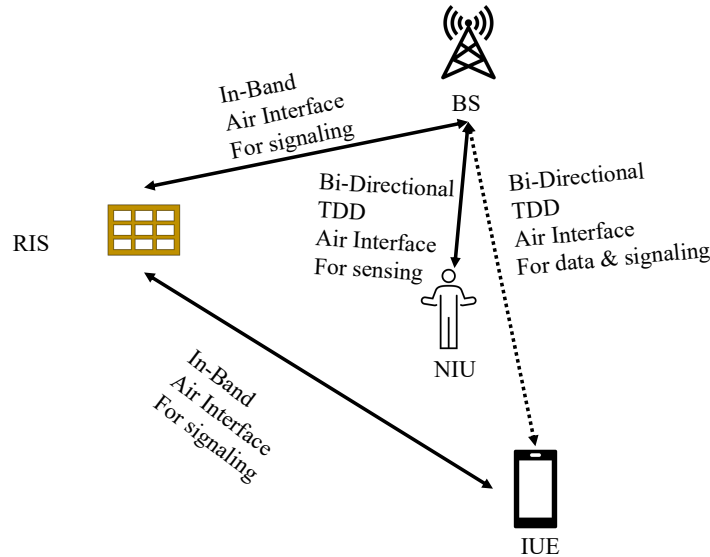 BS
In-Band
Air Interface
For signaling
Bi-Directional
TDD
Air Interface
For sensing
Bi-Directional
TDD
Air Interface
For data & signaling
RIS
NIU
In-Band
Air Interface
For signaling
IUE